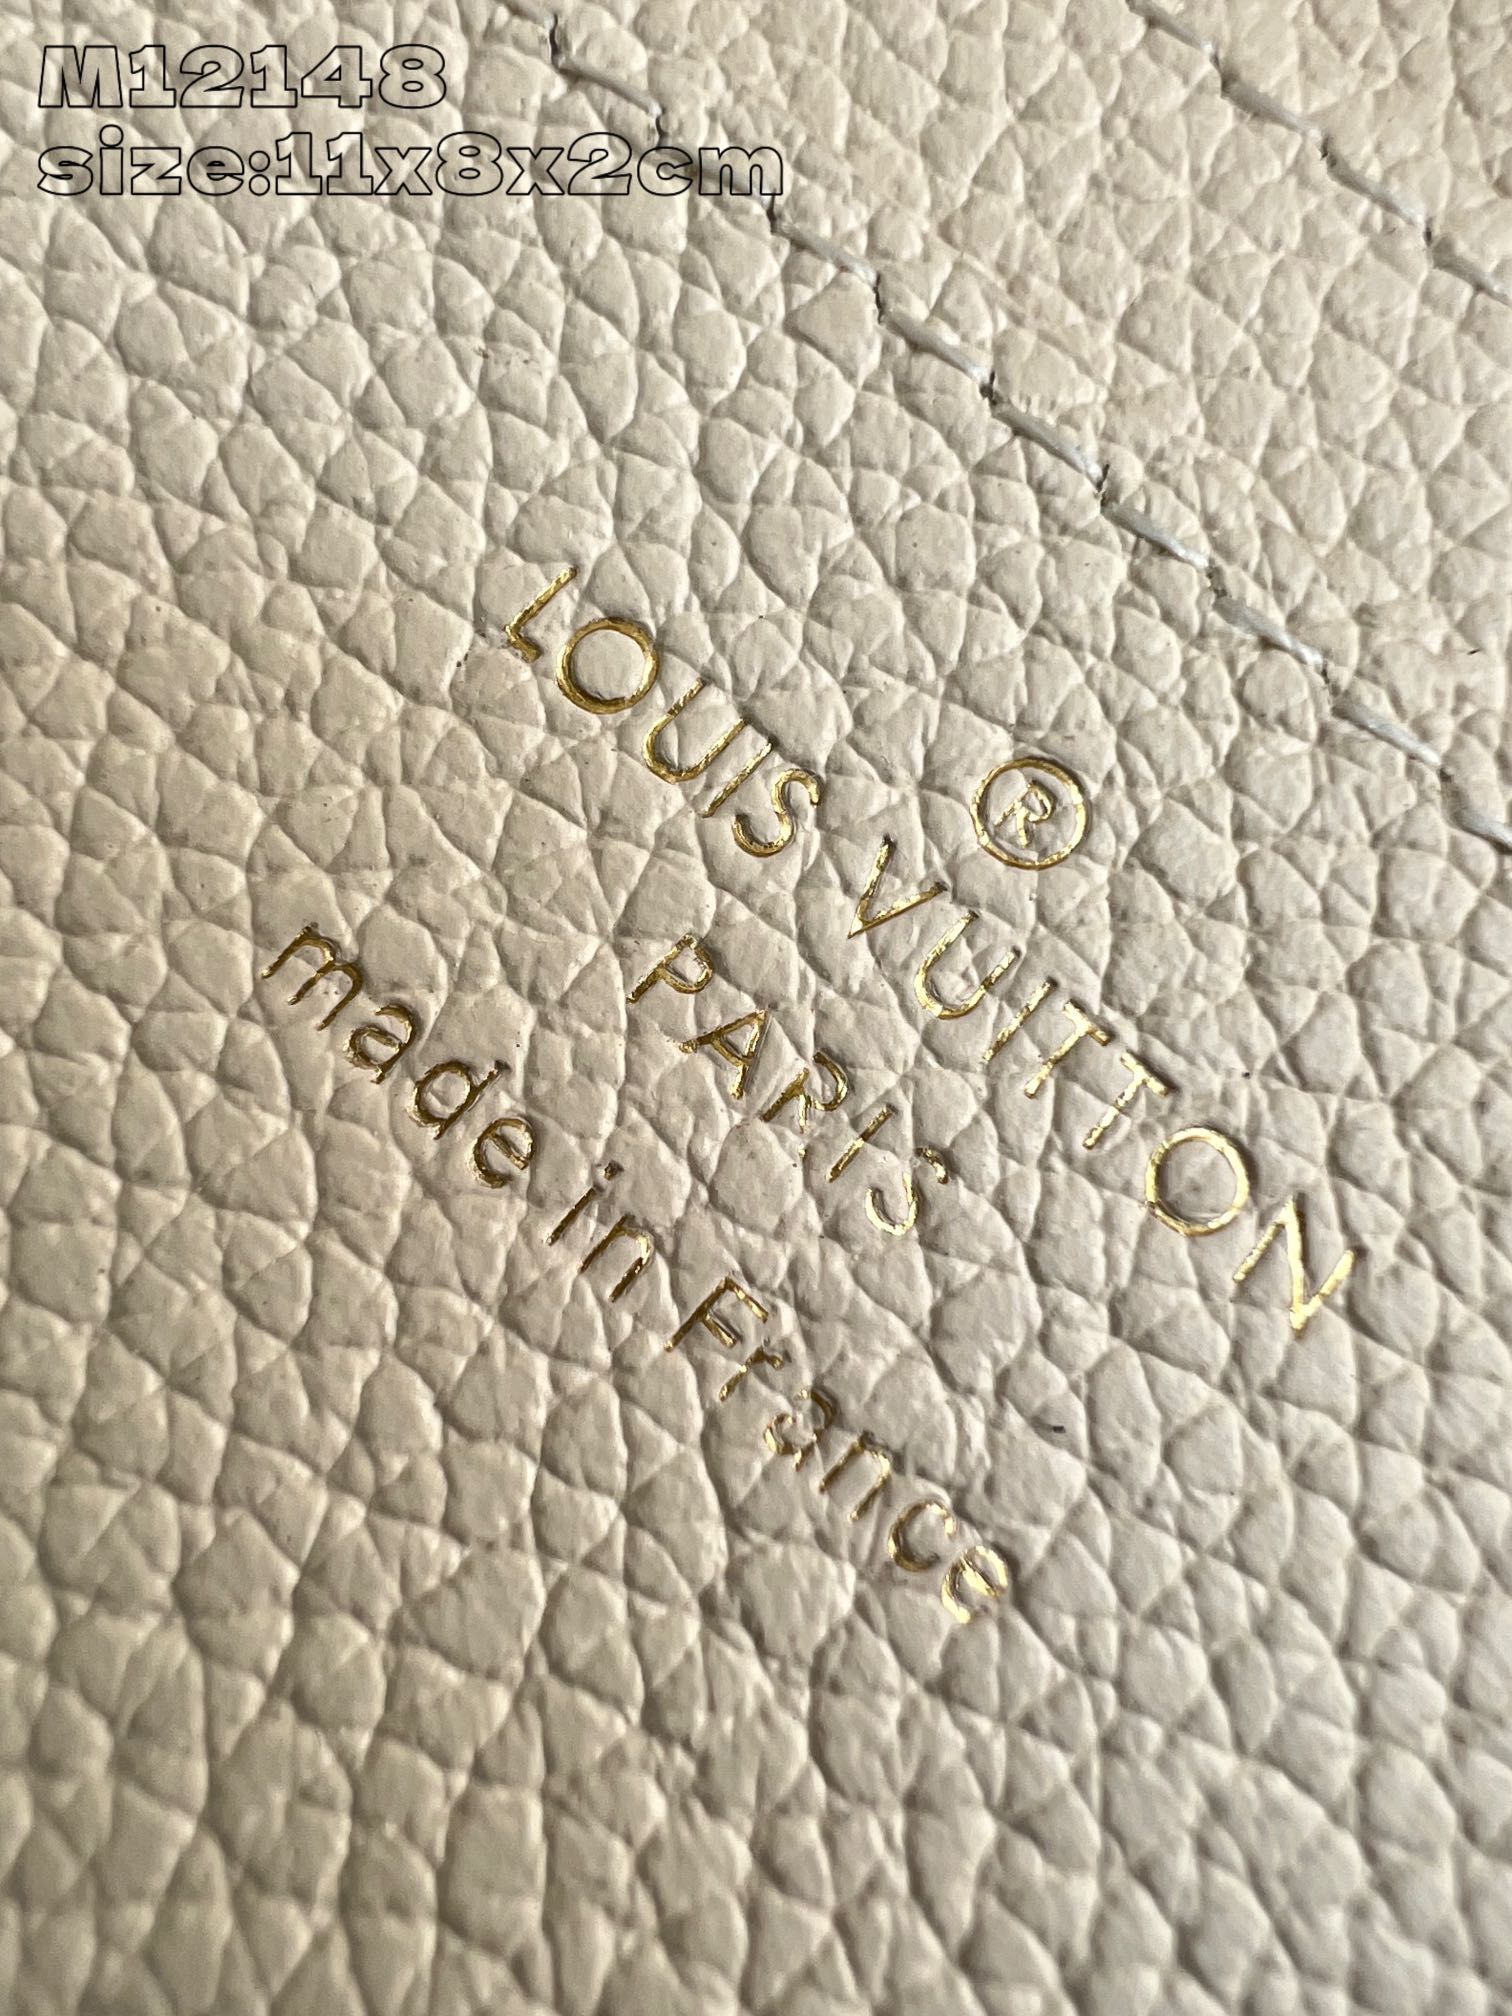 M12148
size:11x8x2cm
®
LOUIS VUITTON
PARIS
made in France